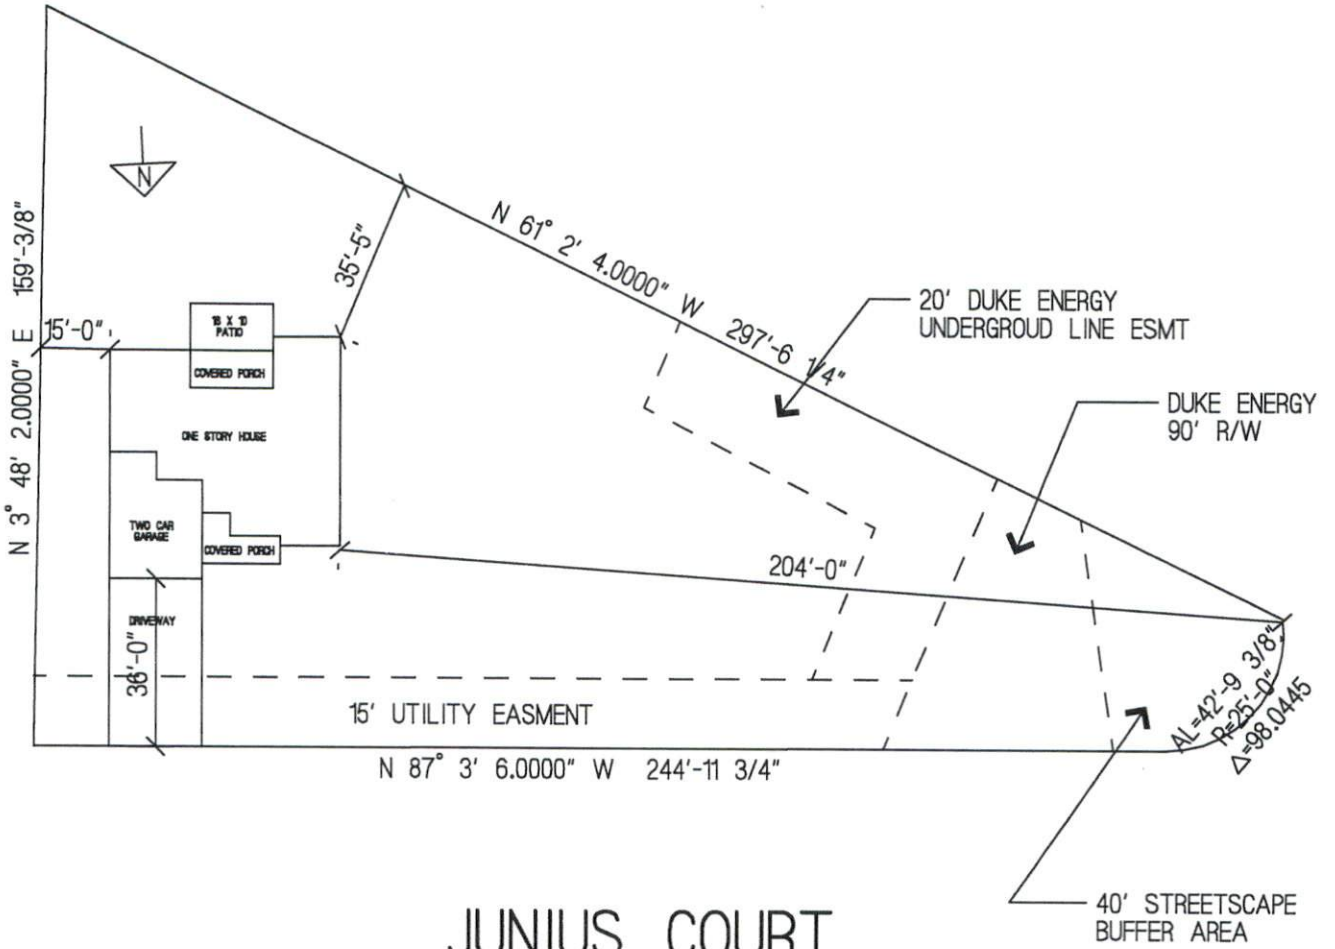 N
N 3° 48' 2.0000" E 159'-3/8"
15'-0"
35'-5"
N 61° 2' 4.0000" W 297'-6 1/4"
20' DUKE ENERGY
UNDERGROUD LINE ESMT
DUKE ENERGY
90' R/W
PATIO
COVERED PORCH
ONE STORY HOUSE
TWO CAR
GARAGE
COVERED PORCH
204'-0"
DRIVEWAY
36'-0"
15' UTILITY EASMENT
N 87° 3' 6.0000" W 244'-11 3/4"
AL=42'-9 3/8"
R=25'-0"
Δ=98.0445
40' STREETSCAPE
BUFFER AREA
JUNIUS COURT